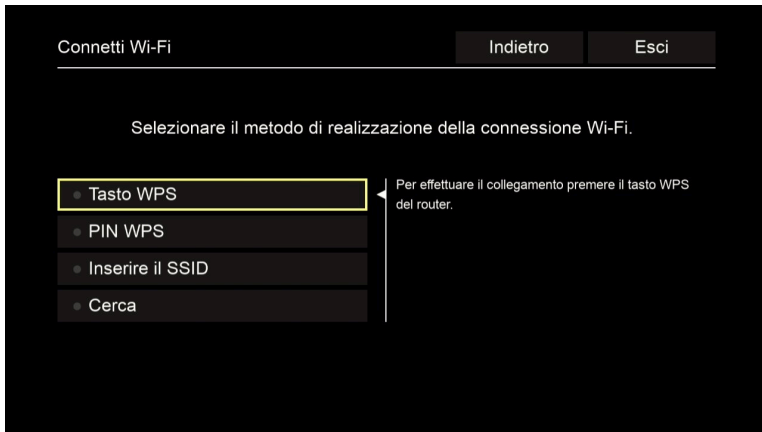 Connetti Wi-Fi
Indietro
Esci
Selezionare il metodo di realizzazione della connessione Wi-Fi.
Tasto WPS
Per effettuare il collegamento premere il tasto WPS
del router.
PIN WPS
Inserire il SSID
Cerca